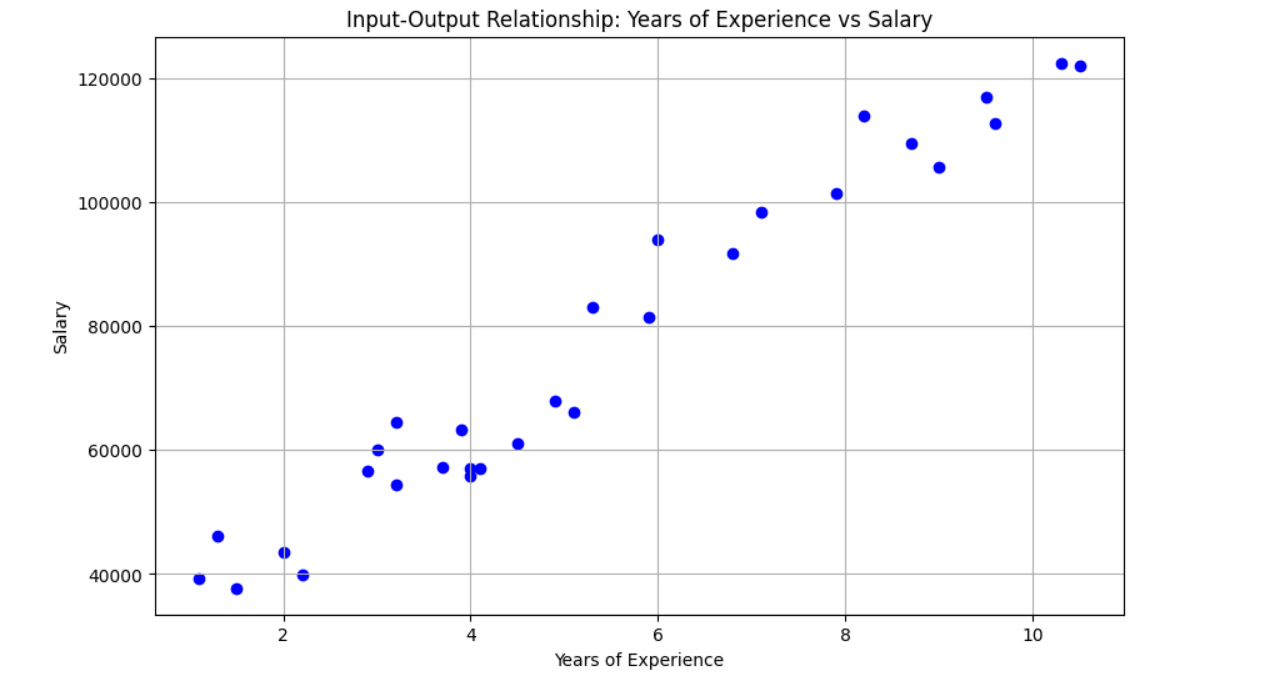 Input-Output Relationship: Years of Experience vs Salary
120000
100000
80000
60000
40000
Salary
2 4 6 8 10
Years of Experience